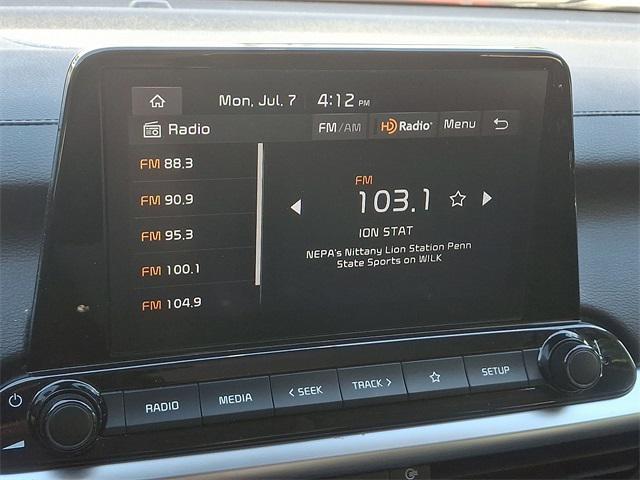 Mon, Jul. 7 4:12 PM
Radio FM/AM HD Radio Menu
FM 88.3
FM 90.9
FM 95.3
FM 100.1
FM 104.9
FM
103.1
ION STAT
NEPA's Nittany Lion Station Penn
State Sports on WILK
RADIO MEDIA < SEEK TRACK > SETUP